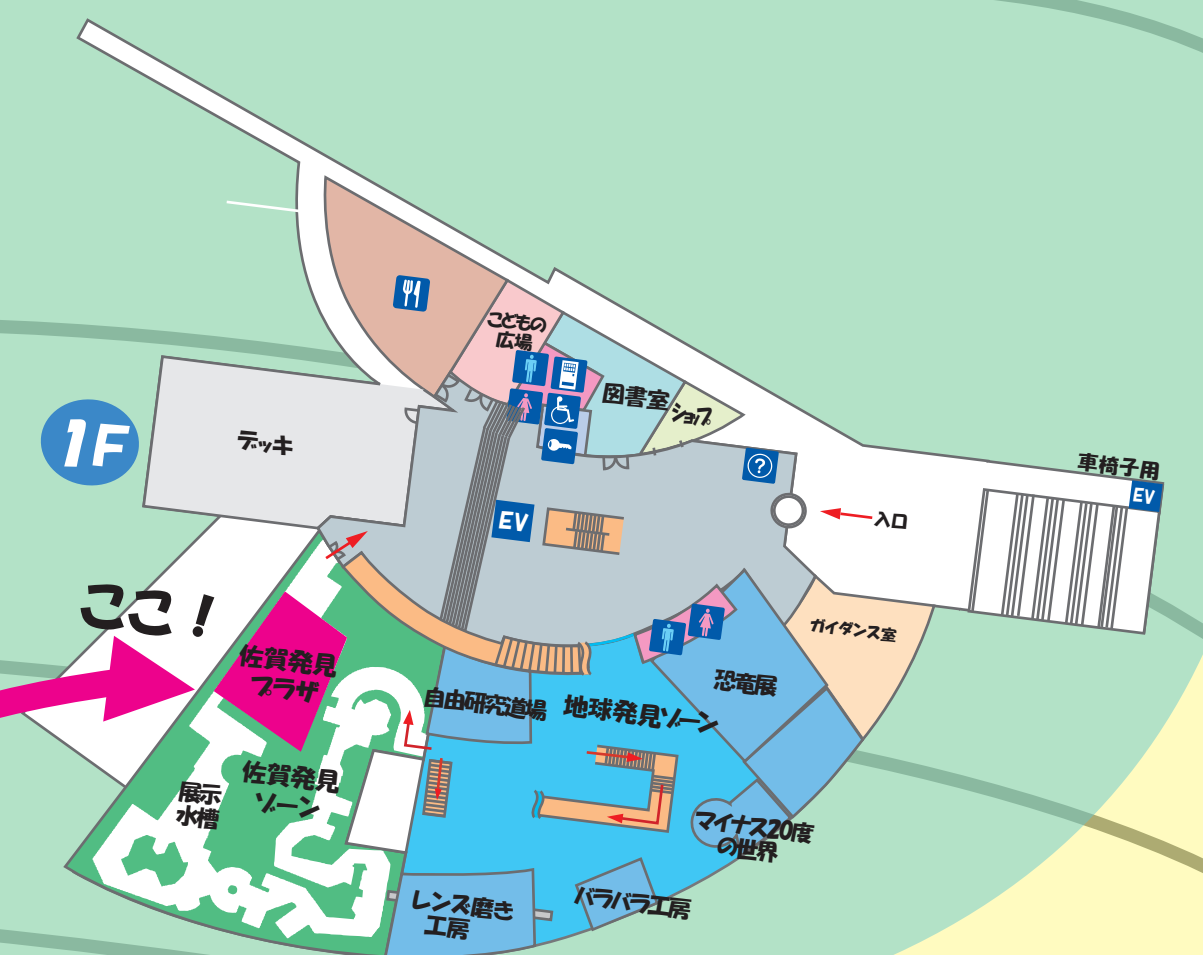 こどもの
広場
図書室
ショップ
車椅子用
EV
1F
デッキ
?
EV
入口
ここ!
ガイダンス室
佐賀発見
プラザ
自由研究道場
地球発見ゾーン
恐竜展
佐賀発見
ゾーン
展示
水槽
マイナス20度
の世界
レンズ磨き
工房
バラバラ工房